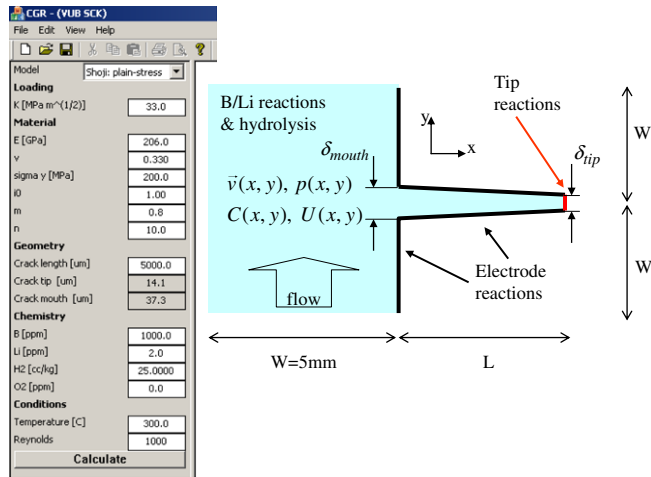 CGR - (VUB SCK)
File Edit View Help
Model Shoji: plain-stress
Loading
K [MPa m^(1/2)] 33.0
Material
E [GPa] 206.0
v 0.330
sigma y [MPa] 200.0
i0 1.00
m 0.8
n 10.0
Geometry
Crack length [um] 5000.0
Crack tip [um] 14.1
Crack mouth [um] 37.3
Chemistry
B [ppm] 1000.0
Li [ppm] 2.0
H2 [cc/kg] 25.0000
O2 [ppm] 0.0
Conditions
Temperature [C] 300.0
Reynolds 1000
Calculate
B/Li reactions
& hydrolysis
δmouth
v⃗(x, y), p(x, y)
C(x, y), U(x, y)
flow
y
x
Tip
reactions
δtip
W
W
Electrode
reactions
W=5mm
L